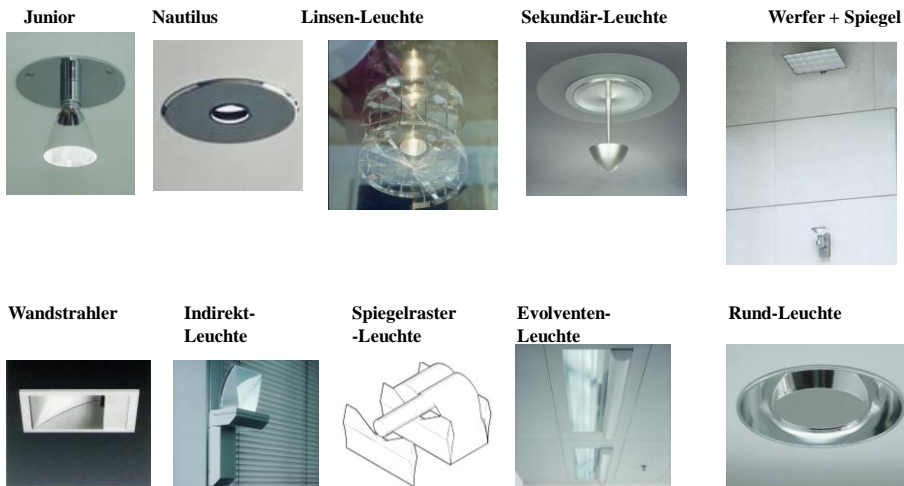 Junior
Nautilus
Linsen-Leuchte
Sekundär-Leuchte
Werfer + Spiegel
Wandstrahler
Indirekt-
Leuchte
Spiegelraster
-Leuchte
Evolventen-
Leuchte
Rund-Leuchte